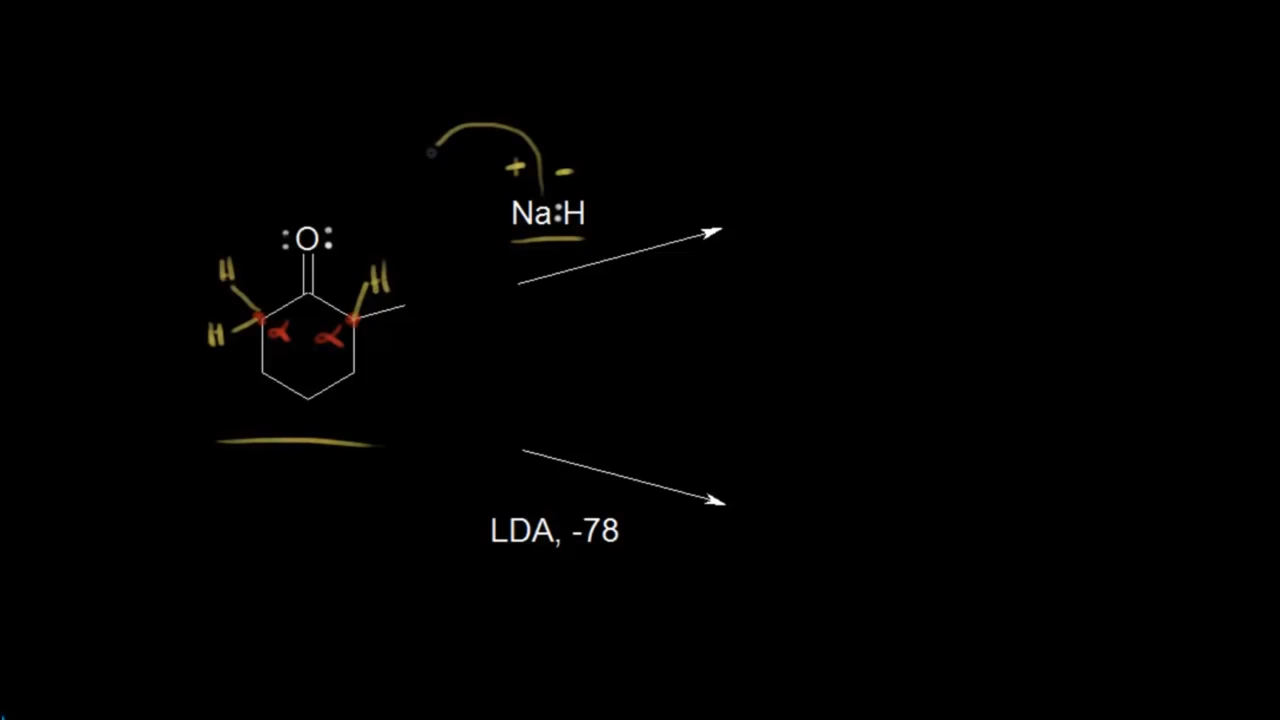 + -
Na:H
:O:
H
H
H
α α
LDA, -78